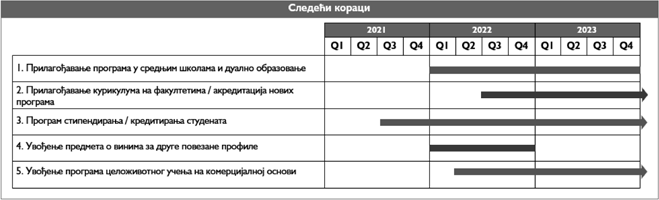 Следећи кораци
2021 2022 2023
Q1 Q2 Q3 Q4 Q1 Q2 Q3 Q4 Q1 Q2 Q3 Q4
1. Прилагођавање програма у средњим школама и дуално образовање
2. Прилагођавање курикулума на факултетима / акредитација нових
програма
3. Програм стипендирања / кредитирања студената
4. Увођење предмета о винима за друге повезане профиле
5. Увођење програма целоживотног учења на комерцијалној основи